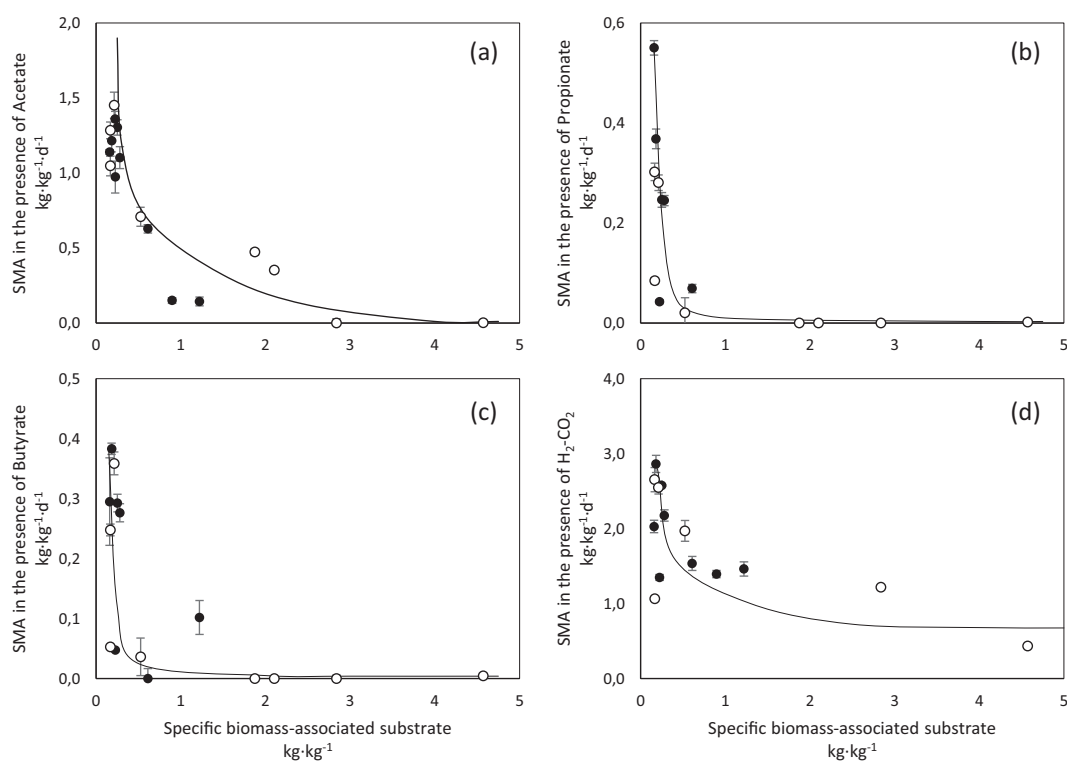 (a)
SMA in the presence of Acetate
kg·kg⁻¹·d⁻¹
2,0
1,5
1,0
0,5
0,0
0 1 2 3 4 5
(b)
SMA in the presence of Propionate
kg·kg⁻¹·d⁻¹
0,6
0,4
0,2
0,0
0 1 2 3 4 5
(c)
SMA in the presence of Butyrate
kg·kg⁻¹·d⁻¹
0,5
0,4
0,3
0,2
0,1
0,0
0 1 2 3 4 5
Specific biomass-associated substrate
kg·kg⁻¹
(d)
SMA in the presence of H₂-CO₂
kg·kg⁻¹·d⁻¹
4,0
3,0
2,0
1,0
0,0
0 1 2 3 4 5
Specific biomass-associated substrate
kg·kg⁻¹